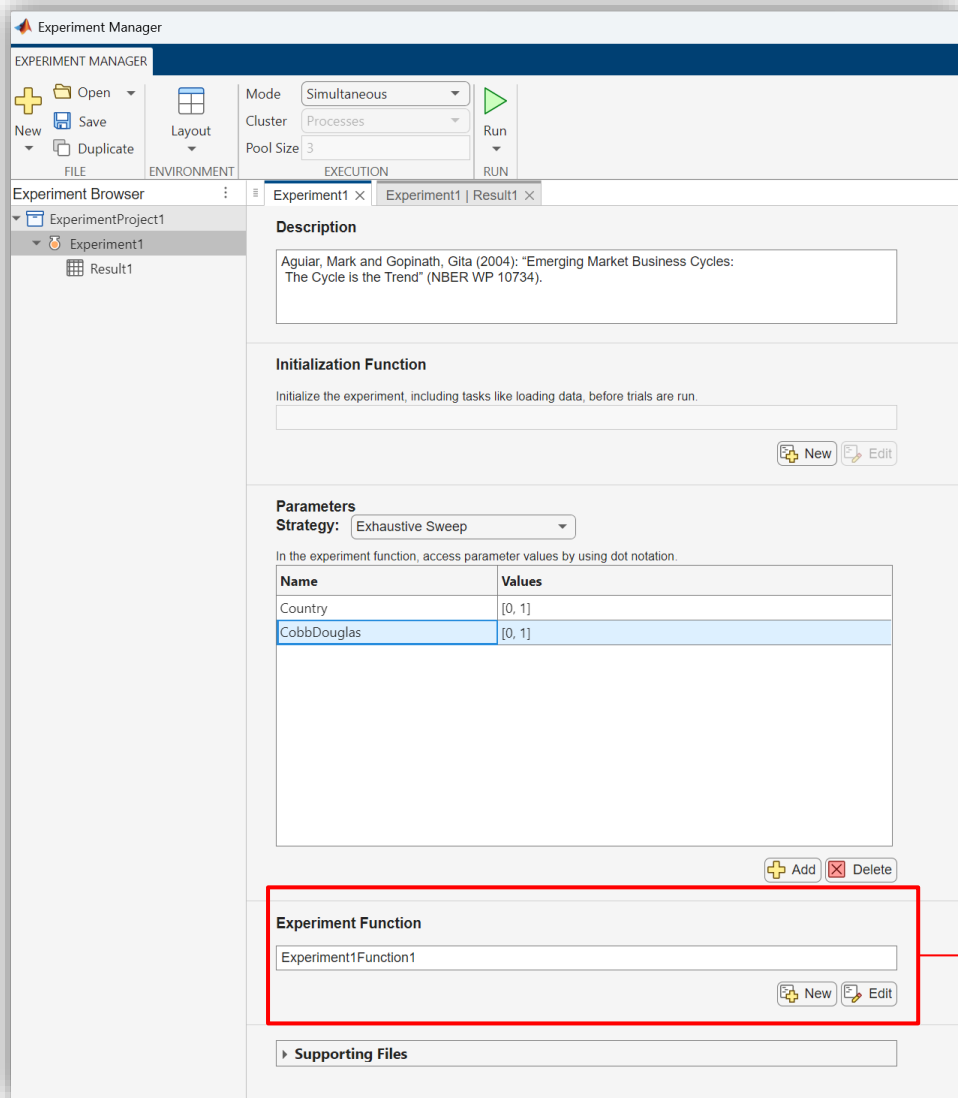 Experiment Manager
EXPERIMENT MANAGER
New
Open
Save
Duplicate
FILE
Layout
ENVIRONMENT
Mode Simultaneous
Cluster Processes
Pool Size 3
EXECUTION
Run
RUN
Experiment Browser
ExperimentProject1
Experiment1
Result1
Experiment1 Experiment1 | Result1
Description
Aguiar, Mark and Gopinath, Gita (2004): “Emerging Market Business Cycles:
The Cycle is the Trend” (NBER WP 10734).
Initialization Function
Initialize the experiment, including tasks like loading data, before trials are run.
New Edit
Parameters
Strategy: Exhaustive Sweep
In the experiment function, access parameter values by using dot notation.
Name Values
Country [0, 1]
CobbDouglas [0, 1]
Add Delete
Experiment Function
Experiment1Function1
New Edit
Supporting Files